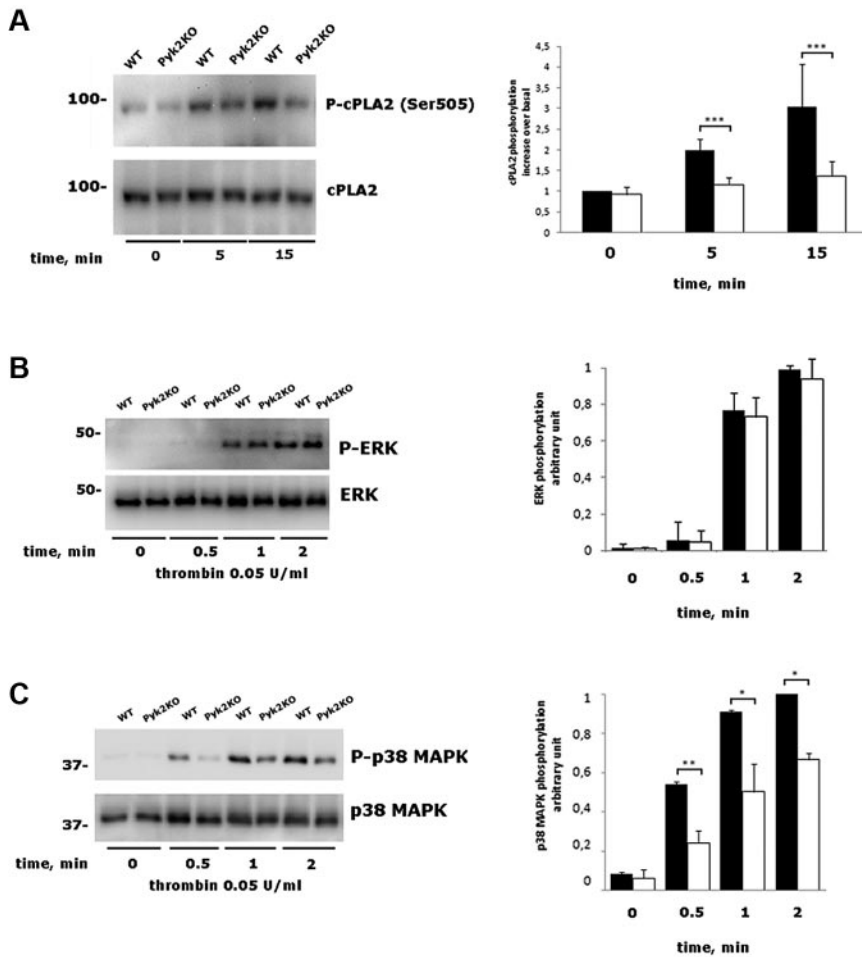 A
WT Pyk2KO WT Pyk2KO WT Pyk2KO
100-
P-cPLA2 (Ser505)
100-
cPLA2
time, min 0 5 15
cPLA2 phosphorylation
increase over basal
4,5
4
3,5
3
2,5
2
1,5
1
0,5
0
***
***
0 5 15
time, min
B
WT Pyk2KO WT Pyk2KO WT Pyk2KO WT Pyk2KO
50-
P-ERK
50-
ERK
time, min 0 0.5 1 2
thrombin 0.05 U/ml
ERK phosphorylation
arbitrary unit
1
0,8
0,6
0,4
0,2
0
0 0.5 1 2
time, min
C
WT Pyk2KO WT Pyk2KO WT Pyk2KO WT Pyk2KO
37-
P-p38 MAPK
37-
p38 MAPK
time, min 0 0.5 1 2
thrombin 0.05 U/ml
p38 MAPK phosphorylation
arbitrary unit
1
0,8
0,6
0,4
0,2
0
**
*
*
0 0.5 1 2
time, min